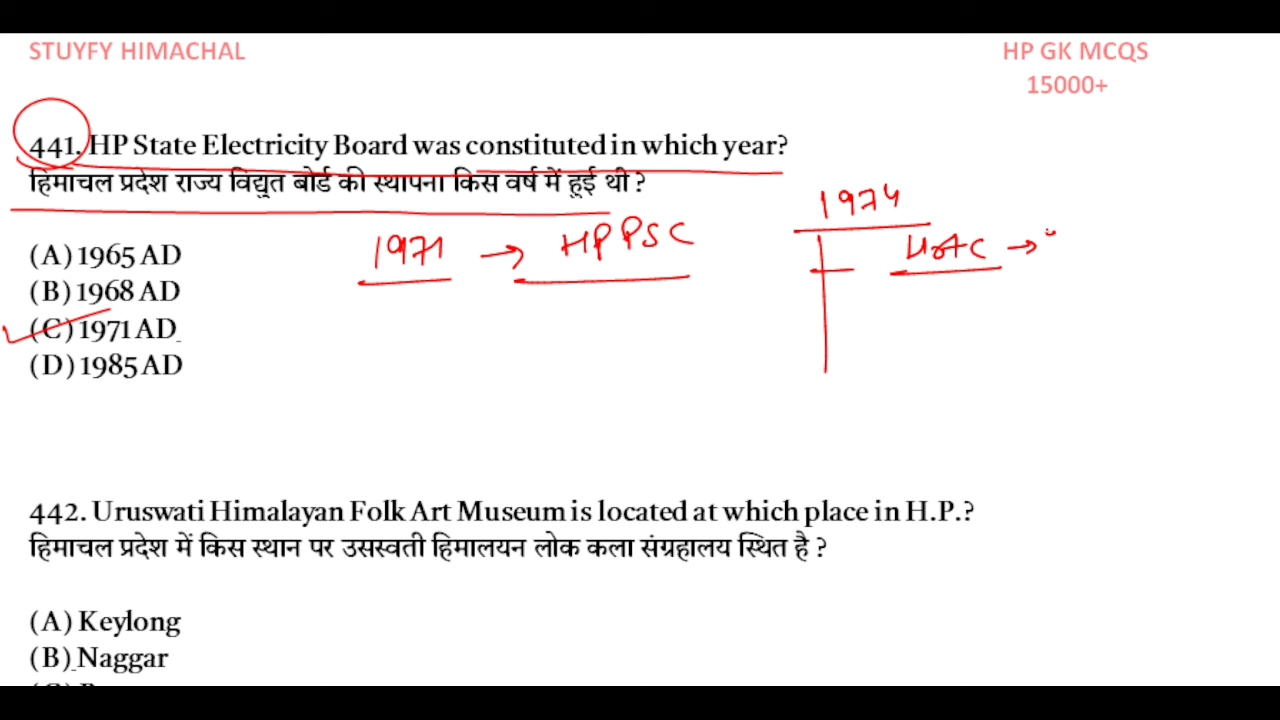 STUYFY HIMACHAL
HP GK MCQS
15000+
441. HP State Electricity Board was constituted in which year?
हिमाचल प्रदेश राज्य विद्युत बोर्ड की स्थापना किस वर्ष में हुई थी ?
1974
1971 → HPPSC
→
(A) 1965 AD
(B) 1968 AD
(C) 1971 AD
(D) 1985 AD
442. Uruswati Himalayan Folk Art Museum is located at which place in H.P.?
हिमाचल प्रदेश में किस स्थान पर उसस्वती हिमालयन लोक कला संग्रहालय स्थित है ?
(A) Keylong
(B) Naggar